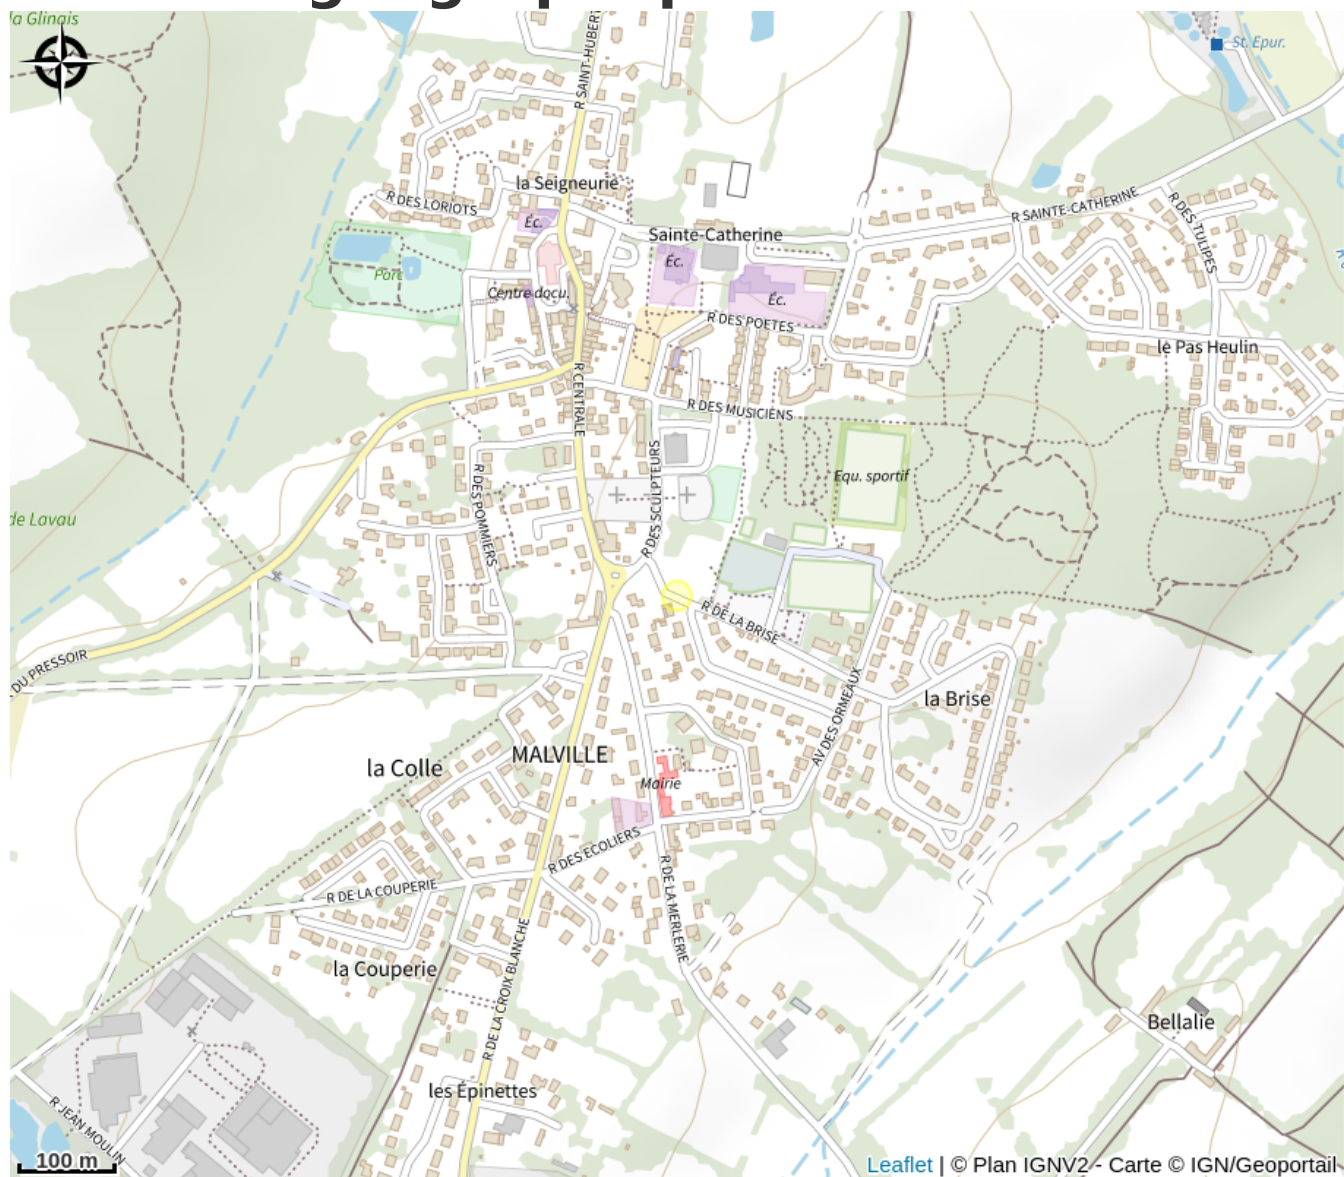 la Glinais
R SAINT-HUBERT
St. Epur.
la Seigneurie
R DES LORIOTS
Éc.
R SAINTE-CATHERINE
R DES TULIPES
Sainte-Catherine
Éc.
Parc
Centre docu.
Éc.
R DES POETES
le Pas Heulin
R CENTRALE
R DES MUSICIENS
R DES SCULPTEURS
Equ. sportif
R DES POMMIERS
de Lavau
R DE LA BRISE
DU PRESSOIR
la Brise
AV DES ORMEAUX
MALVILLE
la Colle
Mairie
R DES ECOLIERS
R DE LA COUPERIE
R DE LA MERLERIE
la Couperie
R DE LA CROIX BLANCHE
Bellalie
les Épinettes
R JEAN MOULIN
100 m
Leaflet | © Plan IGNV2 - Carte © IGN/Geoportail